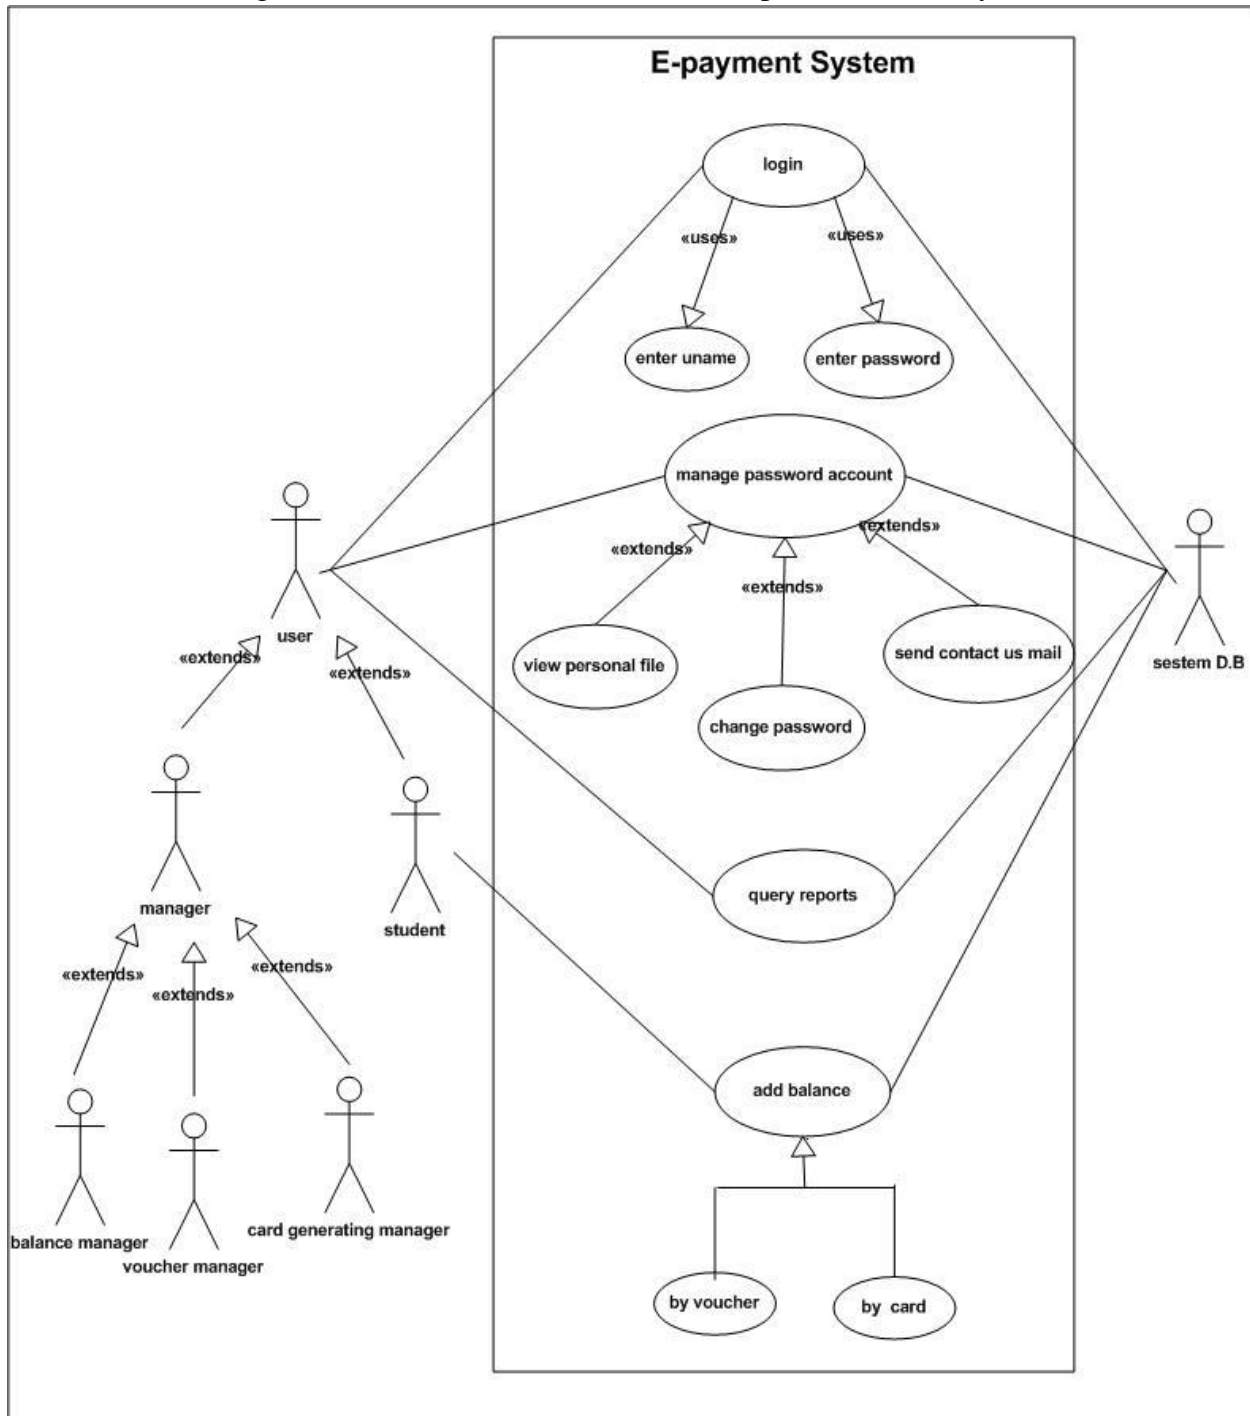 E-payment System
login
«uses»
«uses»
enter uname
enter password
manage password account
«extends»
«extends»
«extends»
view personal file
send contact us mail
change password
user
sestem D.B
«extends»
«extends»
manager
student
query reports
«extends»
«extends»
«extends»
add balance
balance manager
voucher manager
card generating manager
by voucher
by card